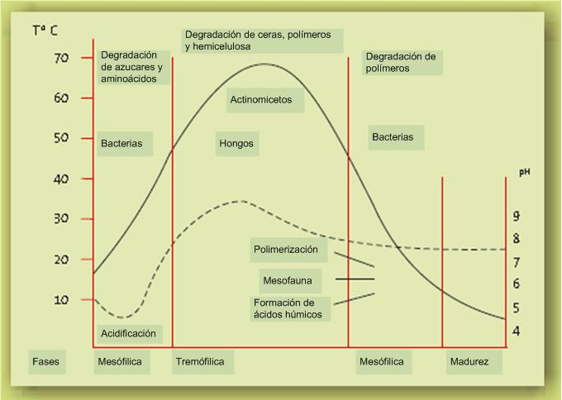 Tª C
Degradación de ceras, polímeros
y hemicelulosa
Degradación
de azucares y
aminoácidos
Degradación de
polímeros
70
60
50
40
30
20
10
Actinomicetos
Bacterias
Hongos
Bacterias
pH
9
8
7
6
5
4
Polimerización
Mesofauna
Formación de
ácidos húmicos
Acidificación
Fases
Mesófilica
Tremófilica
Mesófilica
Madurez